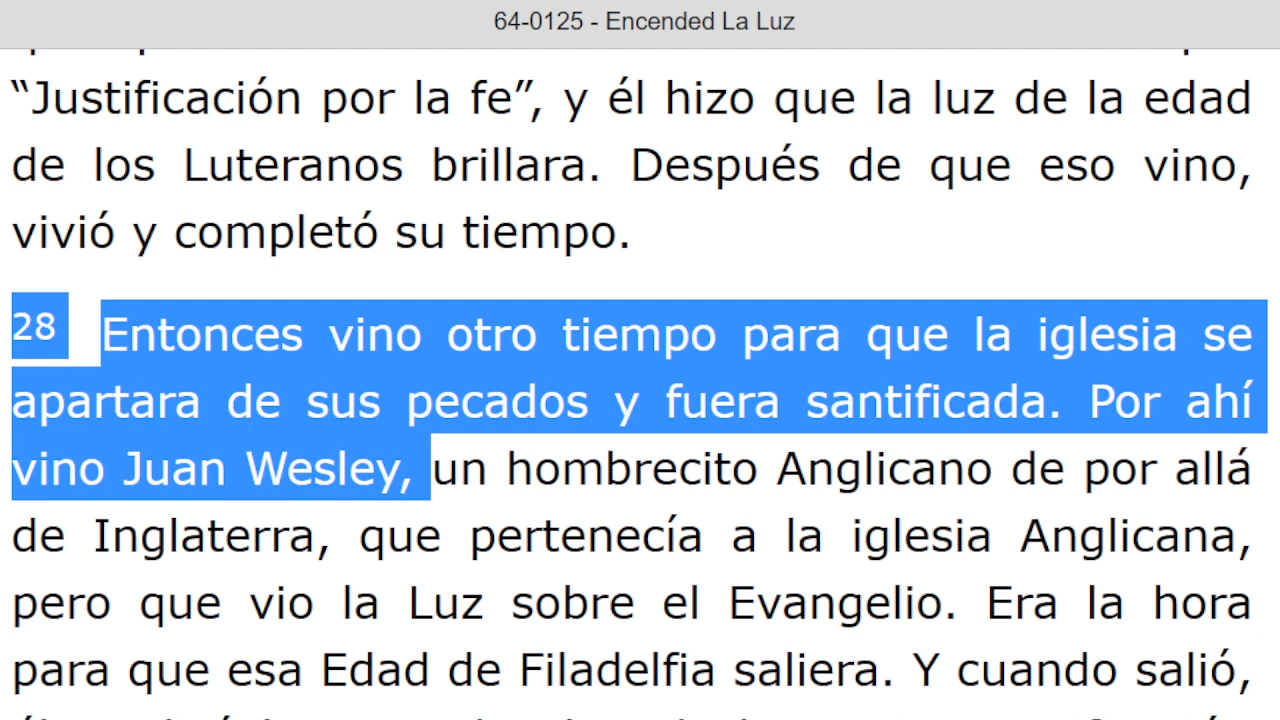 64-0125 - Encended La Luz
“Justificación por la fe”, y él hizo que la luz de la edad
de los Luteranos brillara. Después de que eso vino,
vivió y completó su tiempo.
28 Entonces vino otro tiempo para que la iglesia se
apartara de sus pecados y fuera santificada. Por ahí
vino Juan Wesley, un hombrecito Anglicano de por allá
de Inglaterra, que pertenecía a la iglesia Anglicana,
pero que vio la Luz sobre el Evangelio. Era la hora
para que esa Edad de Filadelfia saliera. Y cuando salió,